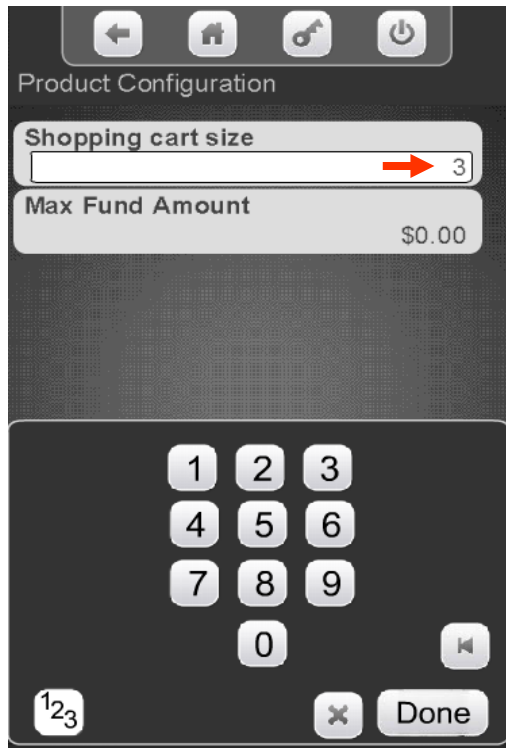 Product Configuration
Shopping cart size
3
Max Fund Amount
$0.00
1 2 3
4 5 6
7 8 9
0
123
Done